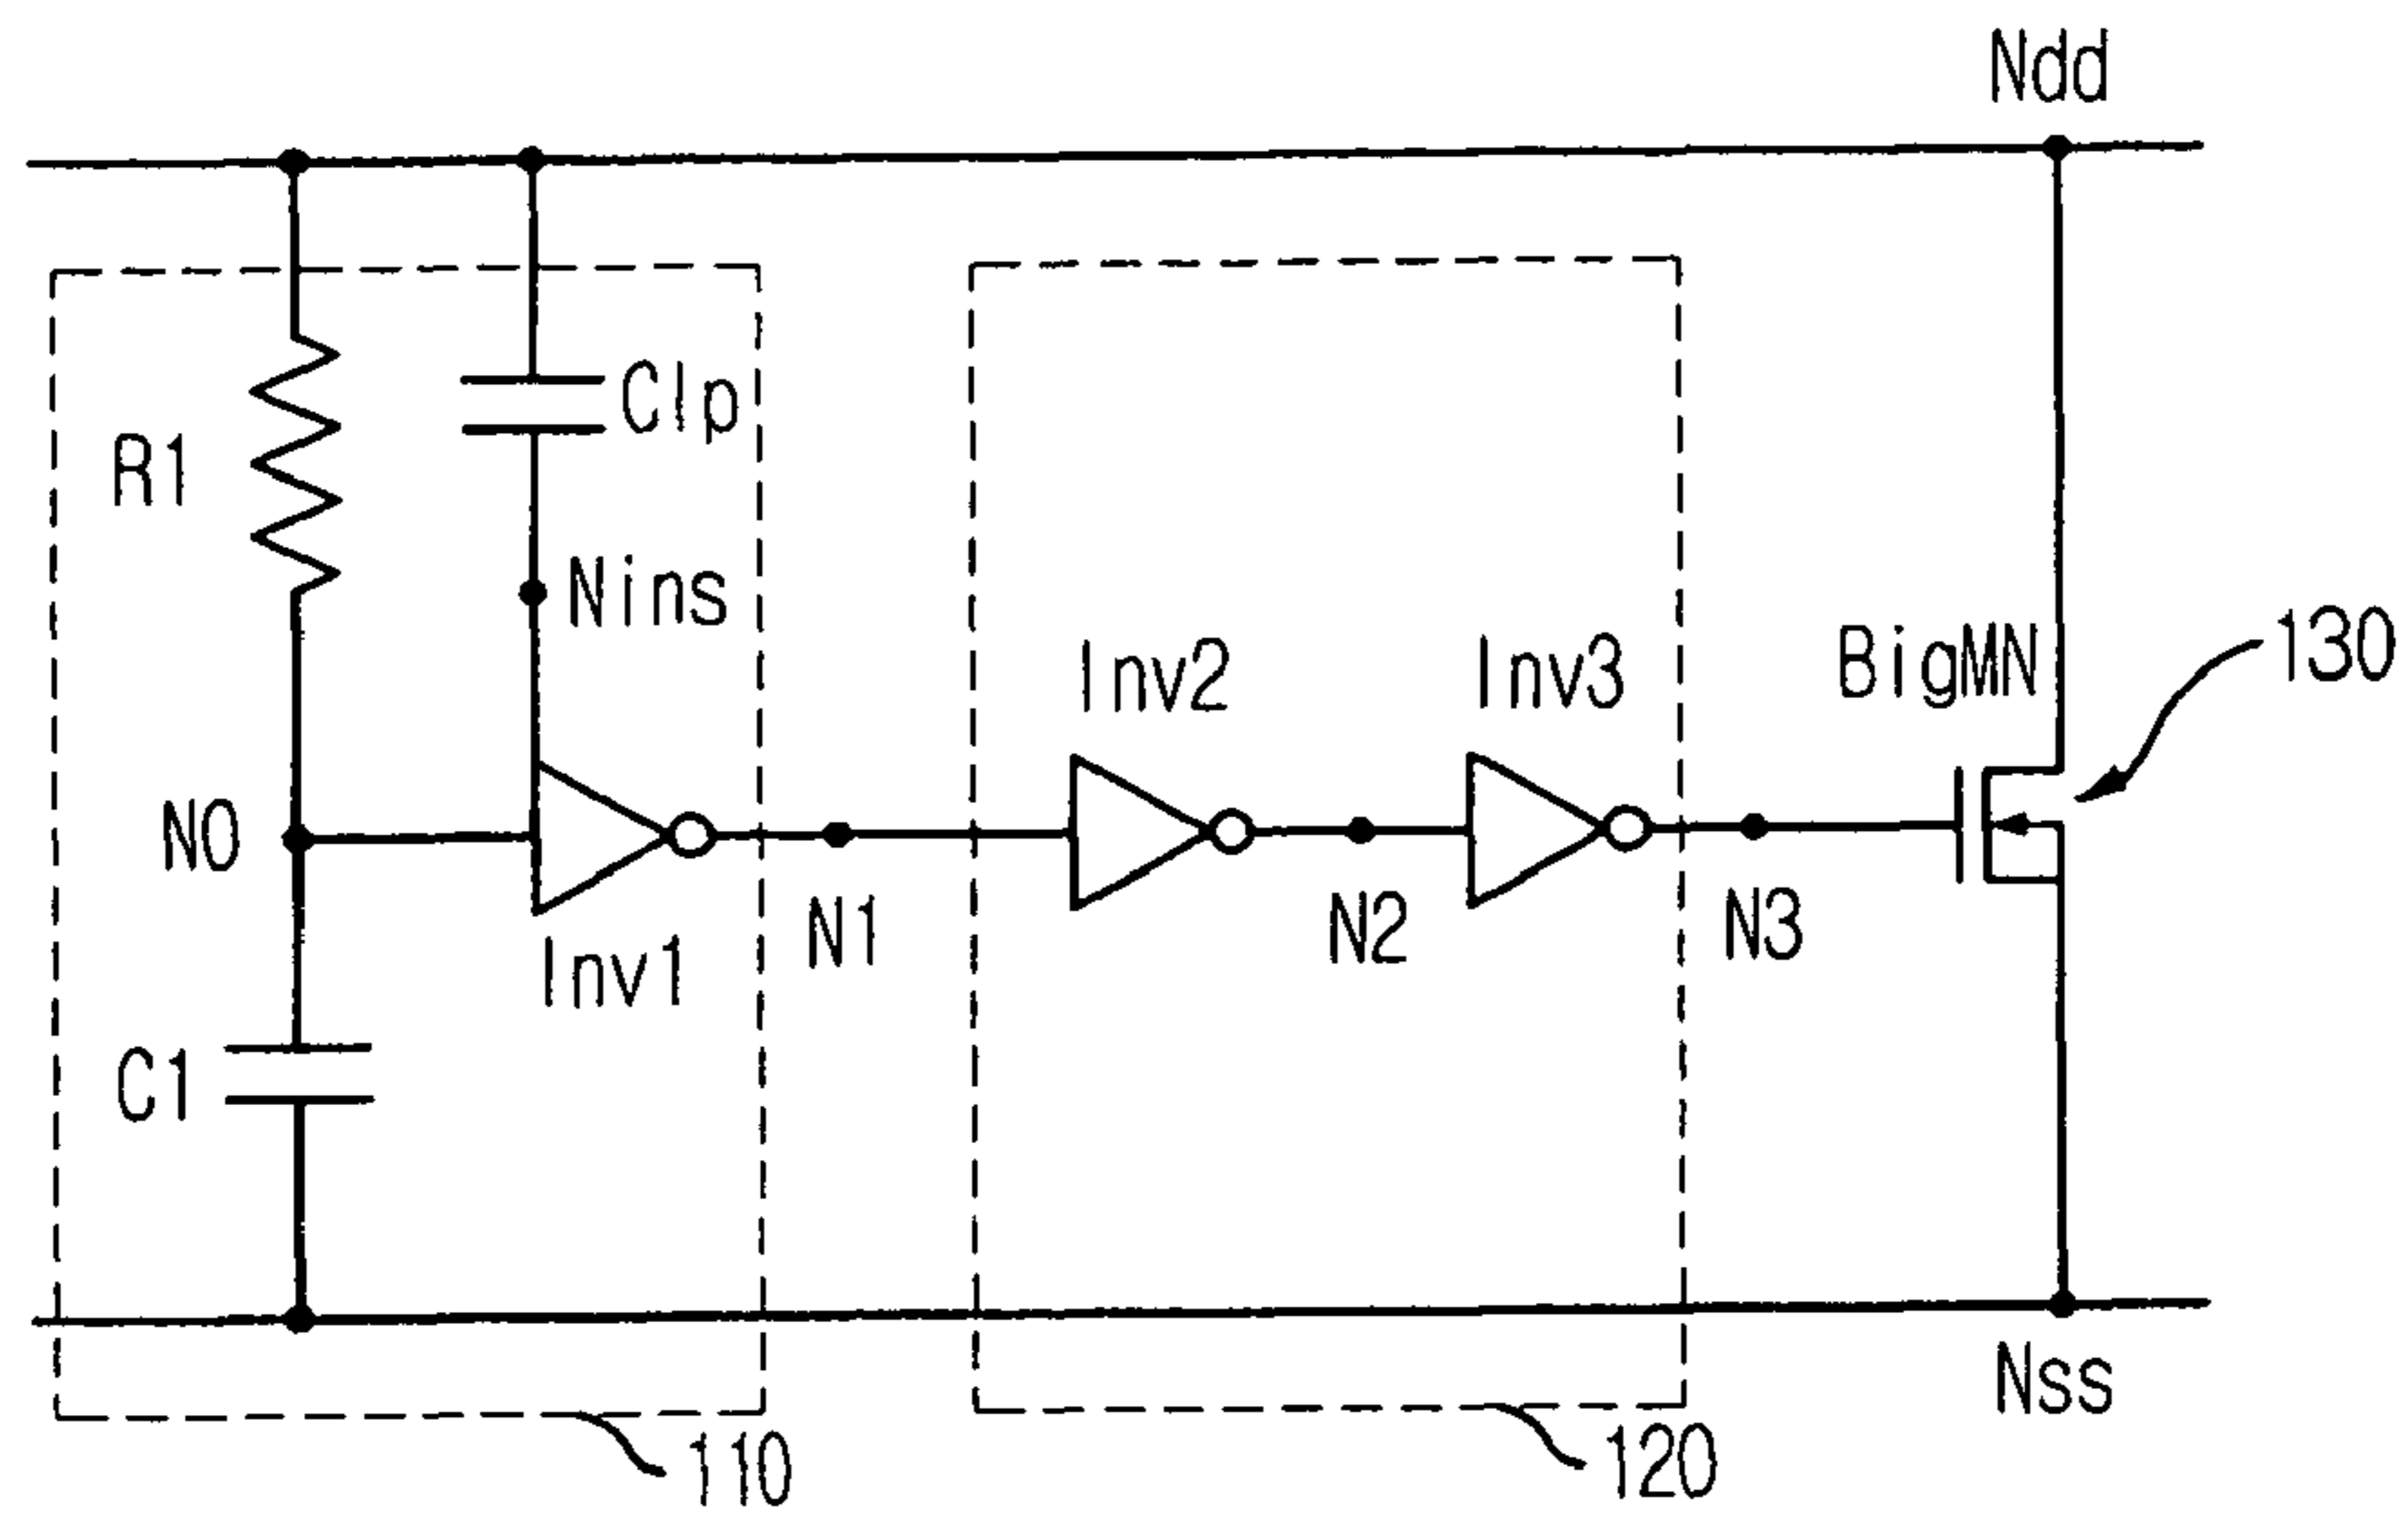 Ndd
Clp
R1
Nins
Inv2
Inv3
BigMN
130
N0
Inv1
N1
N2
N3
C1
Nss
110
120